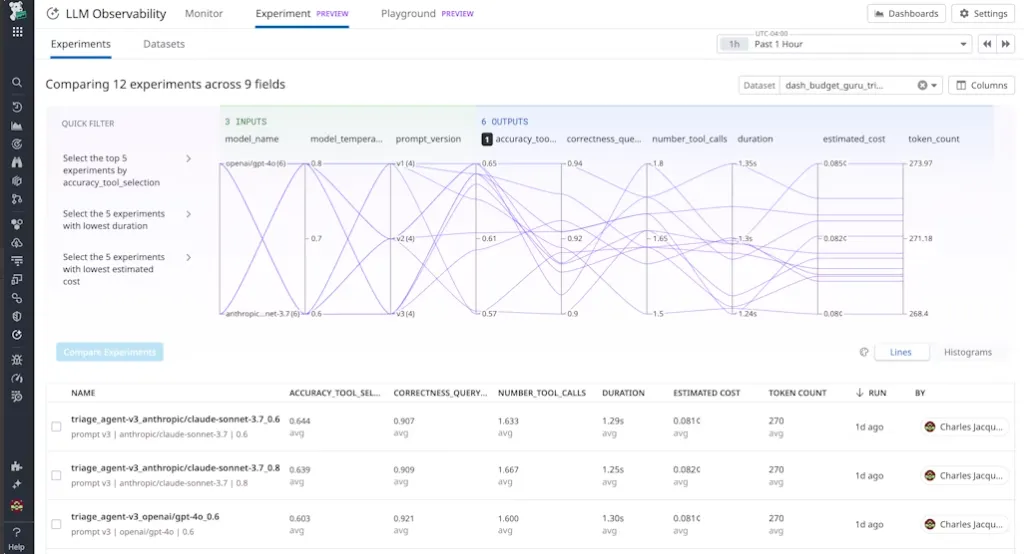 LLM Observability Monitor Experiment PREVIEW Playground PREVIEW Dashboards Settings
Experiments Datasets UTC-04:00 1h Past 1 Hour
Comparing 12 experiments across 9 fields Dataset dash_budget_guru_tri... Columns
QUICK FILTER
Select the top 5
experiments by
accuracy_tool_selection
Select the 5 experiments
with lowest duration
Select the 5 experiments
with lowest estimated
cost
3 INPUTS 6 OUTPUTS
model_name model_tempera... prompt_version 1 accuracy_too... correctness_que... number_tool_calls duration estimated_cost token_count
openai/gpt-4o (6) 0.8 v1 (4) 0.65 0.94 1.8 1.35s 0.085¢ 273.97
0.7 v2 (4) 0.61 0.92 1.65 1.3s 0.082¢ 271.18
anthropic...net-3.7 (6) 0.6 v3 (4) 0.57 0.9 1.5 1.24s 0.08¢ 268.4
Compare Experiments Lines Histograms
NAME ACCURACY_TOOL_SEL... CORRECTNESS_QUERY... NUMBER_TOOL_CALLS DURATION ESTIMATED COST TOKEN COUNT RUN BY
triage_agent-v3_anthropic/claude-sonnet-3.7_0.6 0.644 0.907 1.633 1.29s 0.081¢ 270 1d ago Charles Jacqu...
prompt v3 | anthropic/claude-sonnet-3.7 | 0.6 avg avg avg avg avg avg
triage_agent-v3_anthropic/claude-sonnet-3.7_0.8 0.639 0.909 1.667 1.25s 0.082¢ 270 1d ago Charles Jacqu...
prompt v3 | anthropic/claude-sonnet-3.7 | 0.8 avg avg avg avg avg avg
triage_agent-v3_openai/gpt-4o_0.6 0.603 0.921 1.600 1.30s 0.081¢ 270 1d ago Charles Jacqu...
prompt v3 | openai/gpt-4o | 0.6 avg avg avg avg avg avg
Help